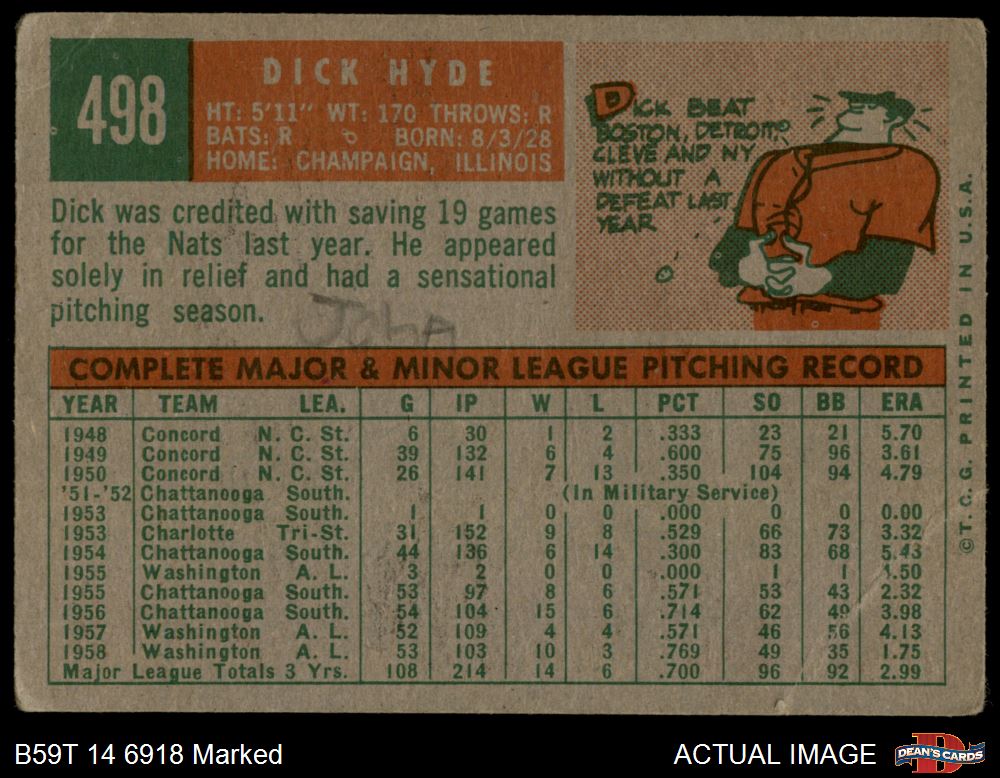 498
DICK HYDE
HT: 5'11" WT: 170 THROWS: R
BATS: R BORN: 8/3/28
HOME: CHAMPAIGN, ILLINOIS
DICK BEAT
BOSTON, DETROIT
CLEVE AND NY
WITHOUT A
DEFEAT LAST
YEAR
Dick was credited with saving 19 games
for the Nats last year. He appeared
solely in relief and had a sensational
pitching season.
John
COMPLETE MAJOR & MINOR LEAGUE PITCHING RECORD
YEAR TEAM LEA. G IP W L PCT SO BB ERA
1948 Concord N. C. St. 6 30 1 2 .333 23 21 5.70
1949 Concord N. C. St. 39 132 6 4 .600 75 96 3.61
1950 Concord N. C. St. 26 141 7 13 .350 104 94 4.79
'51-'52 Chattanooga South. (In Military Service)
1953 Chattanooga South. 1 1 0 0 .000 0 0 0.00
1953 Charlotte Tri-St. 31 152 9 8 .529 66 73 3.32
1954 Chattanooga South. 44 136 6 14 .300 83 68 5.43
1955 Washington A. L. 3 2 0 0 .000 1 1 4.50
1955 Chattanooga South. 53 97 8 6 .571 53 43 2.32
1956 Chattanooga South. 54 104 15 6 .714 62 49 3.98
1957 Washington A. L. 52 109 4 4 .571 46 56 4.13
1958 Washington A. L. 53 103 10 3 .769 49 35 1.75
Major League Totals 3 Yrs. 108 214 14 6 .700 96 92 2.99
©T.C.G. PRINTED IN U.S.A.
B59T 14 6918 Marked
ACTUAL IMAGE
DEAN'S CARDS